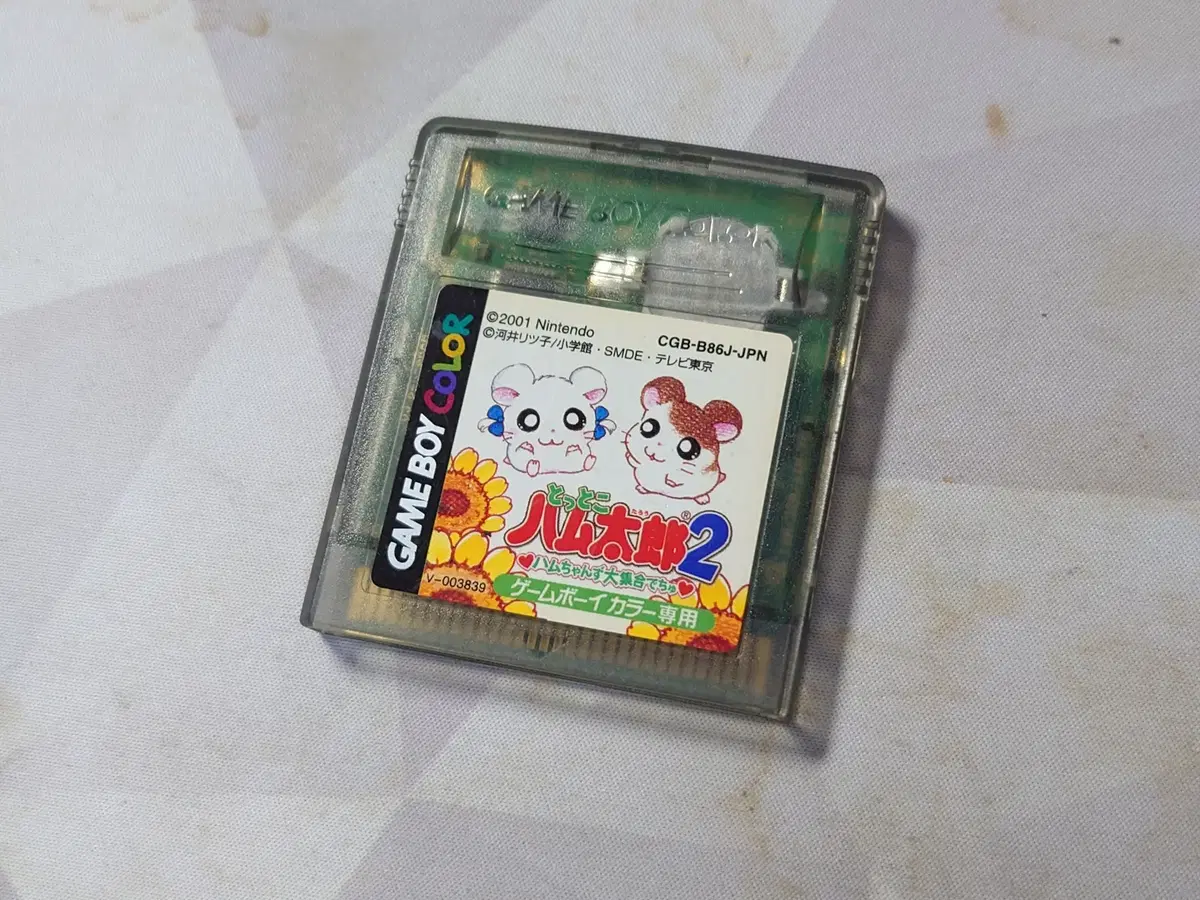 GAME BOY COLOR
GAME BOY COLOR
©2001 Nintendo
©河井リツ子/小学館・SMDE・テレビ東京
CGB-B86J-JPN
とっとこ
ハム太郎®2
たろう
♥ハムちゃんず大集合でちゅ♥
V-003839
ゲームボーイカラー専用